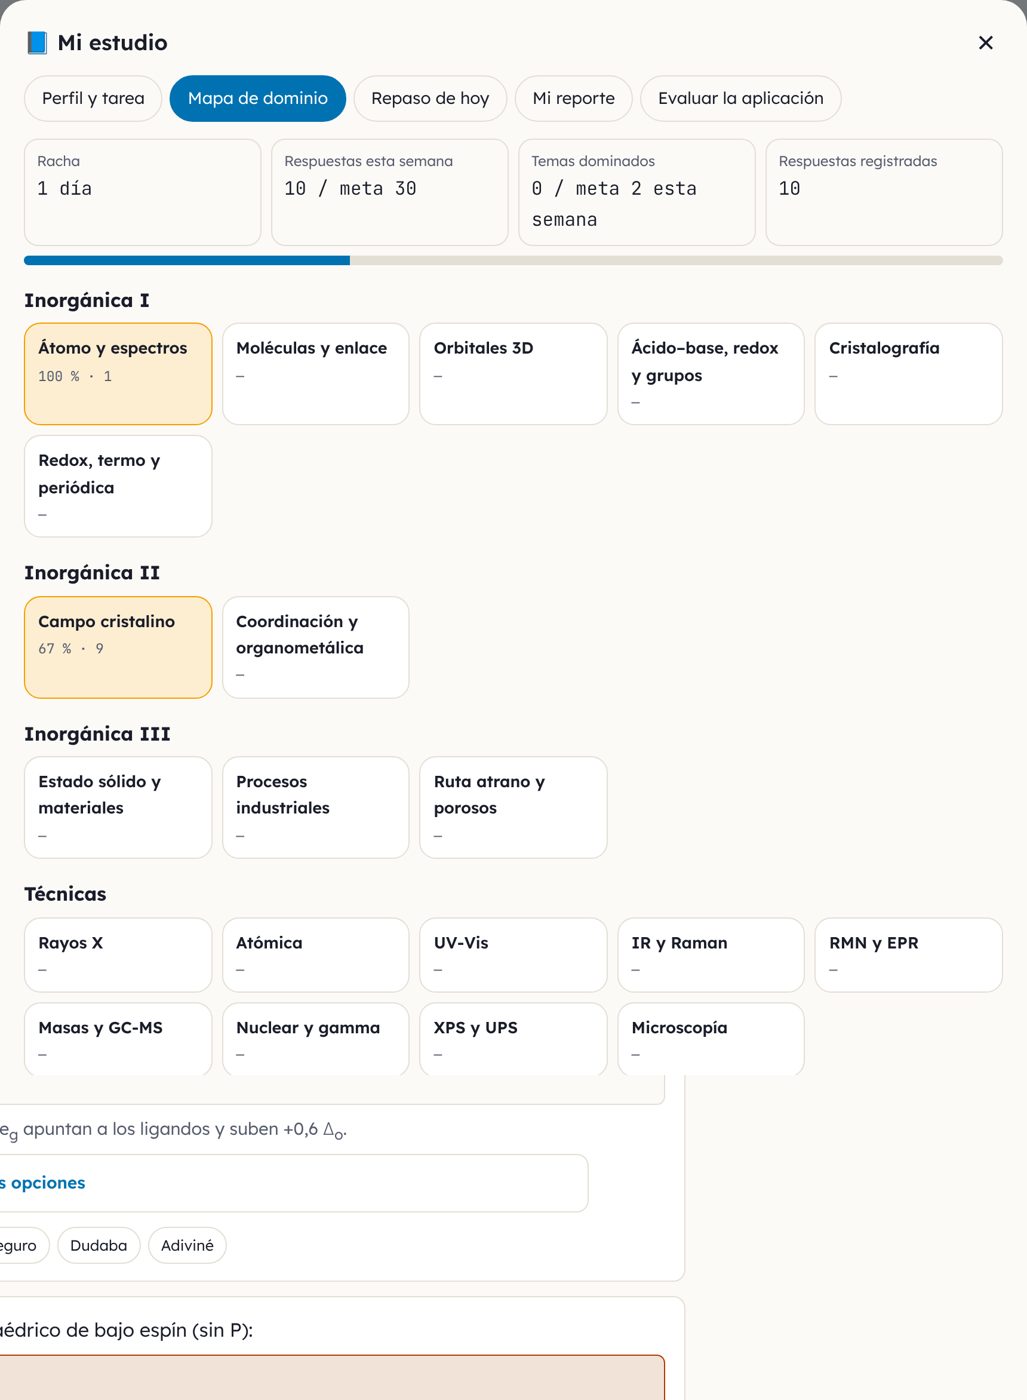 📘 Mi estudio
✕
Perfil y tarea
Mapa de dominio
Repaso de hoy
Mi reporte
Evaluar la aplicación
Racha
1 día
Respuestas esta semana
10 / meta 30
Temas dominados
0 / meta 2 esta
semana
Respuestas registradas
10
Inorgánica I
Átomo y espectros
100 % · 1
Moléculas y enlace
—
Orbitales 3D
—
Ácido–base, redox
y grupos
—
Cristalografía
—
Redox, termo y
periódica
—
Inorgánica II
Campo cristalino
67 % · 9
Coordinación y
organometálica
—
Inorgánica III
Estado sólido y
materiales
—
Procesos
industriales
—
Ruta atrano y
porosos
—
Técnicas
Rayos X
—
Atómica
—
UV-Vis
—
IR y Raman
—
RMN y EPR
—
Masas y GC-MS
—
Nuclear y gamma
—
XPS y UPS
—
Microscopía
—
eg apuntan a los ligandos y suben +0,6 Δo.
s opciones
eguro
Dudaba
Adiviné
aédrico de bajo espín (sin P):